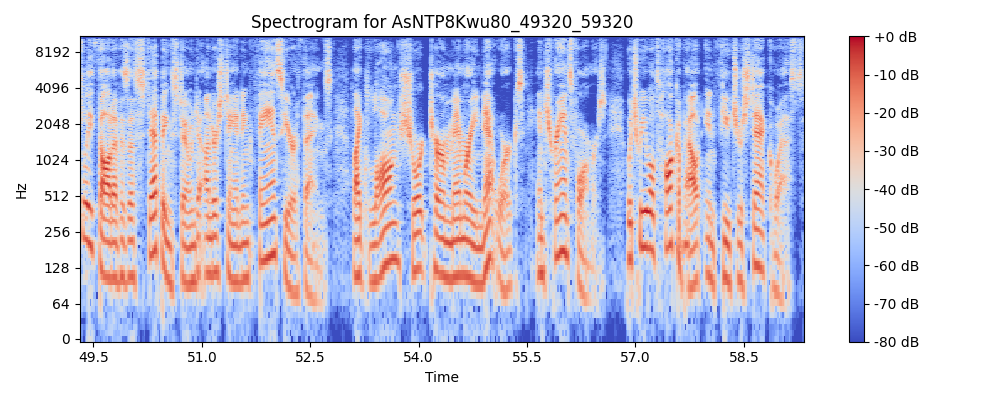 Spectrogram for AsNTP8Kwu80_49320_59320
Hz
8192
4096
2048
1024
512
256
128
64
0
49.5 51.0 52.5 54.0 55.5 57.0 58.5
Time
+0 dB
-10 dB
-20 dB
-30 dB
-40 dB
-50 dB
-60 dB
-70 dB
-80 dB